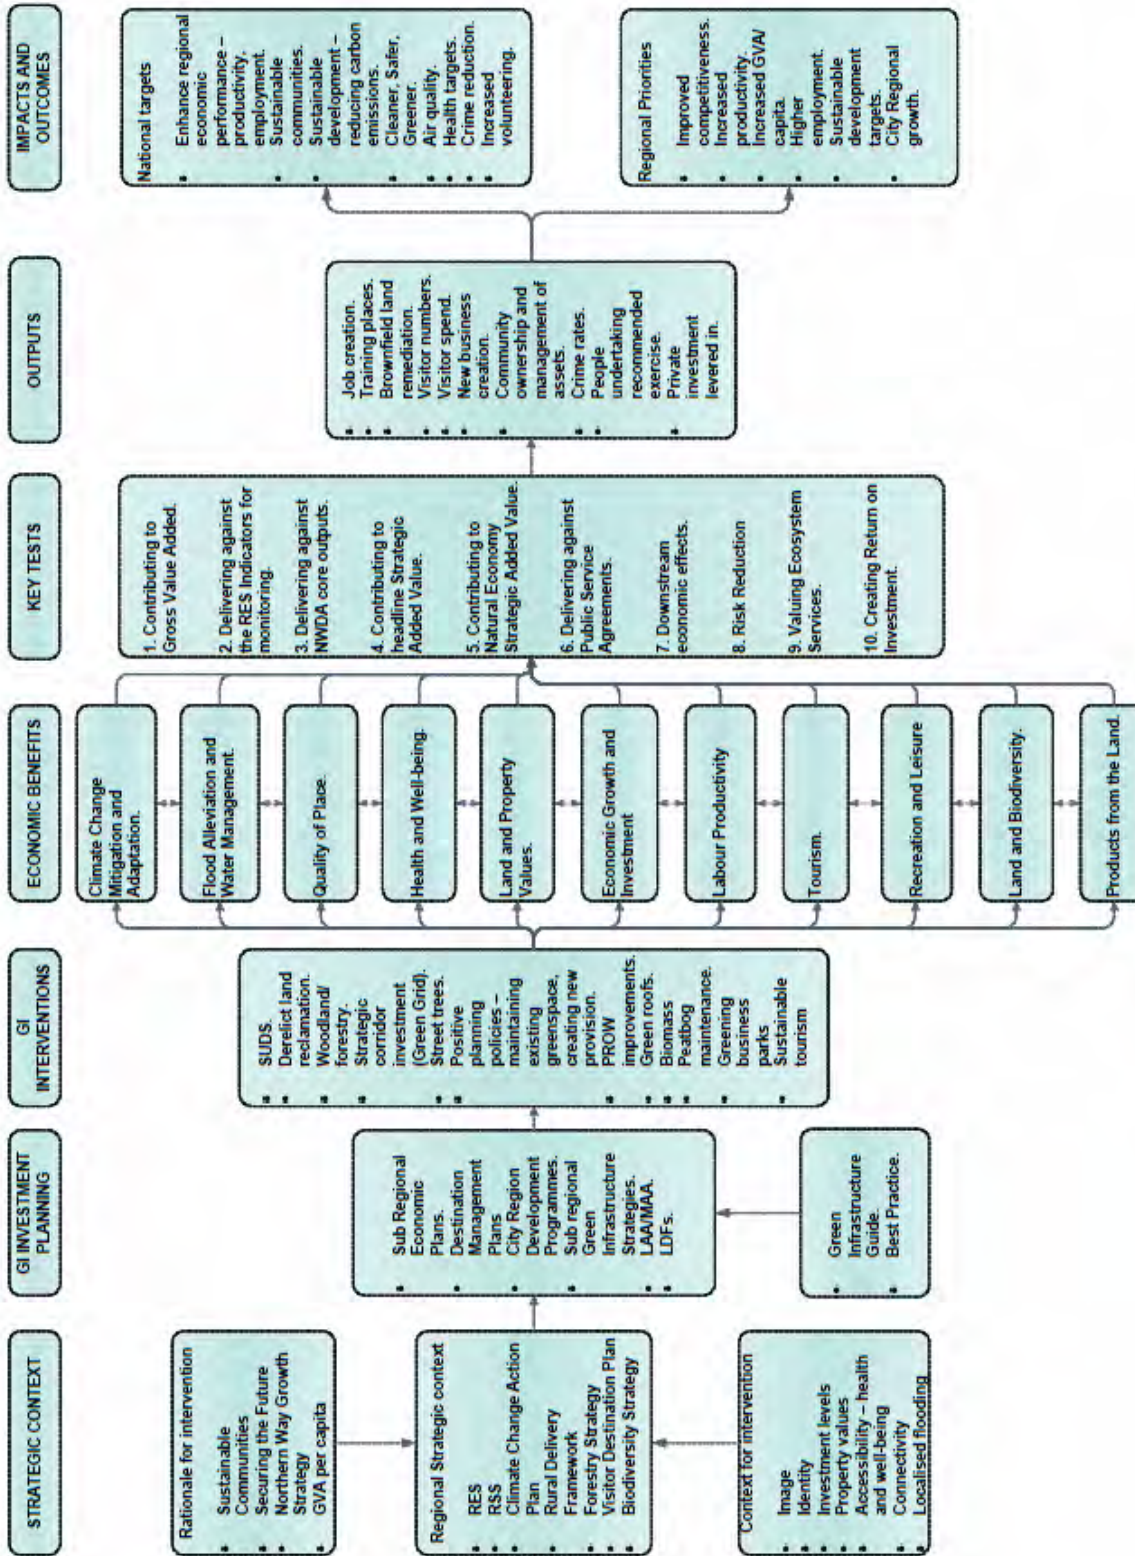 STRATEGIC CONTEXT
Rationale for intervention
• Sustainable
Communities
• Securing the Future
• Northern Way Growth
Strategy
• GVA per capita
Regional Strategic context
• RES
• RSS
• Climate Change Action
Plan
• Rural Delivery
Framework
• Forestry Strategy
• Visitor Destination Plan
• Biodiversity Strategy
Context for intervention
• Image
• Identity
• Investment levels
• Property values
• Accessibility – health
and well-being
• Connectivity
• Localised flooding
GI INVESTMENT
PLANNING
• Sub Regional
Economic
Plans.
• Destination
Management
Plans
• City Region
Development
Programmes.
• Sub regional
Green
Infrastructure
Strategies.
• LAA/MAA.
• LDFs.
• Green
Infrastructure
Guide.
• Best Practice.
GI
INTERVENTIONS
• SUDS.
• Derelict land
reclamation.
• Woodland/
forestry.
• Strategic
corridor
investment
(Green Grid).
• Street trees.
• Positive
planning
policies –
maintaining
existing
greenspace,
creating new
provision.
• PROW
improvements.
• Green roofs.
• Biomass
• Peatbog
maintenance.
• Greening
business
parks
• Sustainable
tourism
ECONOMIC BENEFITS
Climate Change
Mitigation and
Adaptation.
Flood Alleviation and
Water Management.
Quality of Place.
Health and Well-being.
Land and Property
Values.
Economic Growth and
Investment
Labour Productivity
Tourism.
Recreation and Leisure
Land and Biodiversity.
Products from the Land.
KEY TESTS
1. Contributing to
Gross Value Added.
2. Delivering against
the RES Indicators for
monitoring.
3. Delivering against
NWDA core outputs.
4. Contributing to
headline Strategic
Added Value.
5. Contributing to
Natural Economy
Strategic Added Value.
6. Delivering against
Public Service
Agreements.
7. Downstream
economic effects.
8. Risk Reduction
9. Valuing Ecosystem
Services.
10. Creating Return on
Investment.
OUTPUTS
• Job creation.
• Training places.
• Brownfield land
remediation.
• Visitor numbers.
• Visitor spend.
• New business
creation.
• Community
ownership and
management of
assets.
• Crime rates.
• People
undertaking
recommended
exercise.
• Private
investment
levered in.
IMPACTS AND
OUTCOMES
National targets
• Enhance regional
economic
performance –
productivity,
employment.
• Sustainable
communities.
• Sustainable
development –
reducing carbon
emissions.
• Cleaner, Safer,
Greener.
• Air quality.
• Health targets.
• Crime reduction.
• Increased
volunteering.
Regional Priorities
• Improved
competitiveness.
• Increased
productivity.
• Increased GVA/
capita.
• Higher
employment.
• Sustainable
development
targets.
• City Regional
growth.